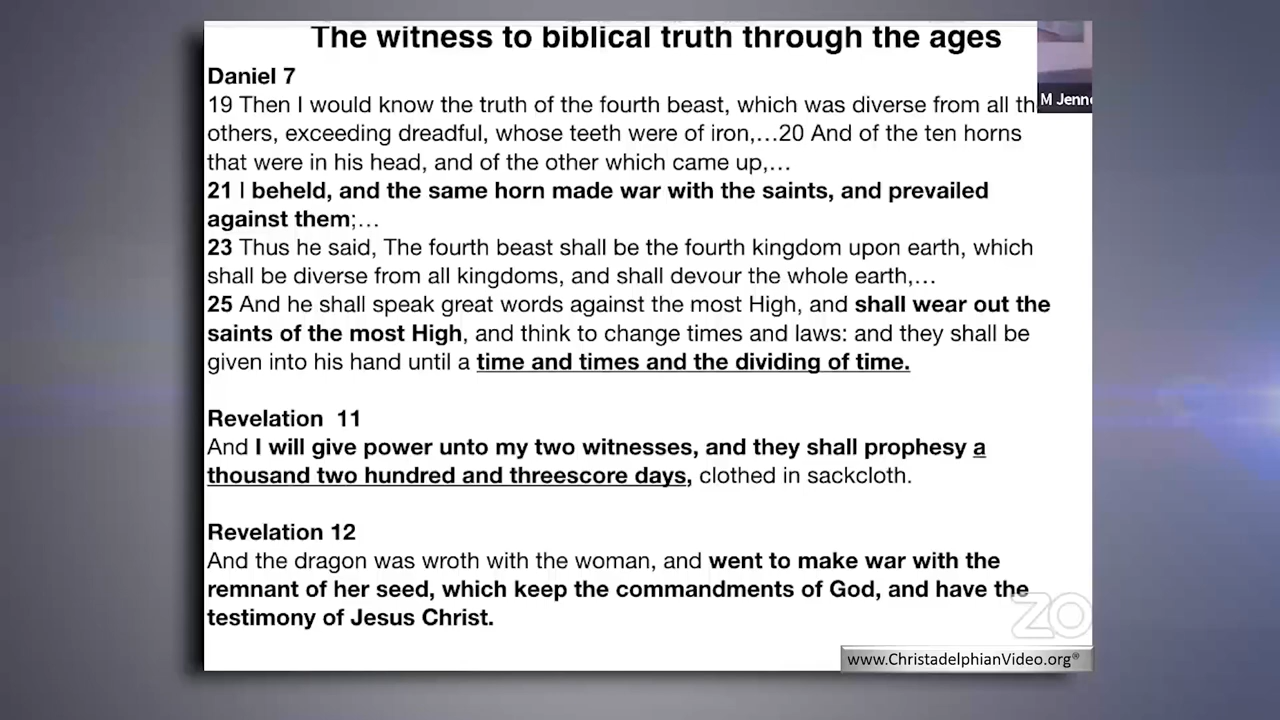 The witness to biblical truth through the ages
Daniel 7
19 Then I would know the truth of the fourth beast, which was diverse from all th
others, exceeding dreadful, whose teeth were of iron,…20 And of the ten horns
that were in his head, and of the other which came up,…
21 I beheld, and the same horn made war with the saints, and prevailed
against them;…
23 Thus he said, The fourth beast shall be the fourth kingdom upon earth, which
shall be diverse from all kingdoms, and shall devour the whole earth,…
25 And he shall speak great words against the most High, and shall wear out the
saints of the most High, and think to change times and laws: and they shall be
given into his hand until a time and times and the dividing of time.
Revelation 11
And I will give power unto my two witnesses, and they shall prophesy a
thousand two hundred and threescore days, clothed in sackcloth.
Revelation 12
And the dragon was wroth with the woman, and went to make war with the
remnant of her seed, which keep the commandments of God, and have the
testimony of Jesus Christ.
M Jenn
ZO
www.ChristadelphianVideo.org®